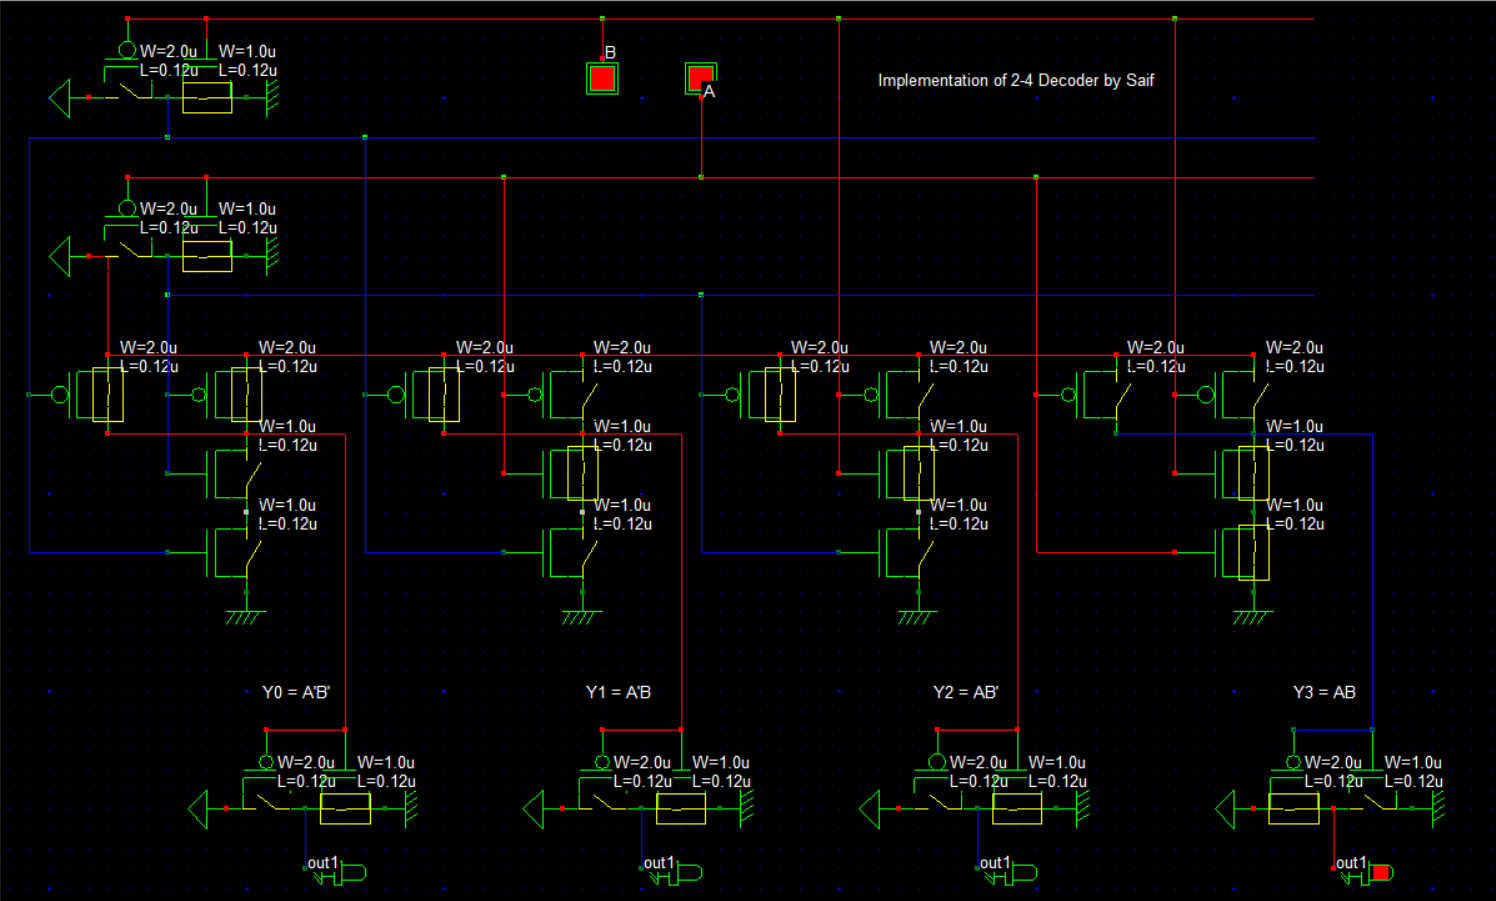 B
W=2.0u W=1.0u
L=0.12u L=0.12u
A
Implementation of 2-4 Decoder by Saif
W=2.0u W=1.0u
L=0.12u L=0.12u
W=2.0u W=2.0u W=2.0u W=2.0u W=2.0u W=2.0u W=2.0u W=2.0u
L=0.12u L=0.12u L=0.12u L=0.12u L=0.12u L=0.12u L=0.12u L=0.12u
W=1.0u W=1.0u W=1.0u W=1.0u
L=0.12u L=0.12u L=0.12u L=0.12u
W=1.0u W=1.0u W=1.0u W=1.0u
L=0.12u L=0.12u L=0.12u L=0.12u
Y0 = A'B' Y1 = A'B Y2 = AB' Y3 = AB
W=2.0u W=1.0u W=2.0u W=1.0u W=2.0u W=1.0u W=2.0u W=1.0u
L=0.12u L=0.12u L=0.12u L=0.12u L=0.12u L=0.12u L=0.12u L=0.12u
out1 out1 out1 out1